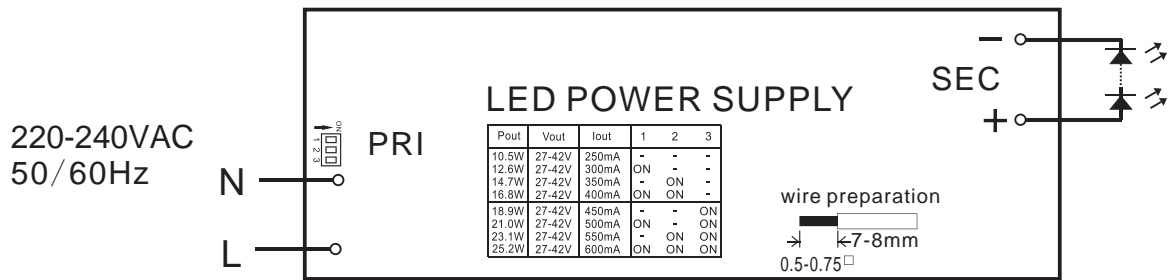 220-240VAC
50/60Hz
N
L
ON
1 2 3
PRI
LED POWER SUPPLY
Pout Vout Iout 1 2 3
10.5W 27-42V 250mA - - -
12.6W 27-42V 300mA ON - -
14.7W 27-42V 350mA - ON -
16.8W 27-42V 400mA ON ON -
18.9W 27-42V 450mA - - ON
21.0W 27-42V 500mA ON - ON
23.1W 27-42V 550mA - ON ON
25.2W 27-42V 600mA ON ON ON
SEC
-
+
wire preparation
7-8mm
0.5-0.75□